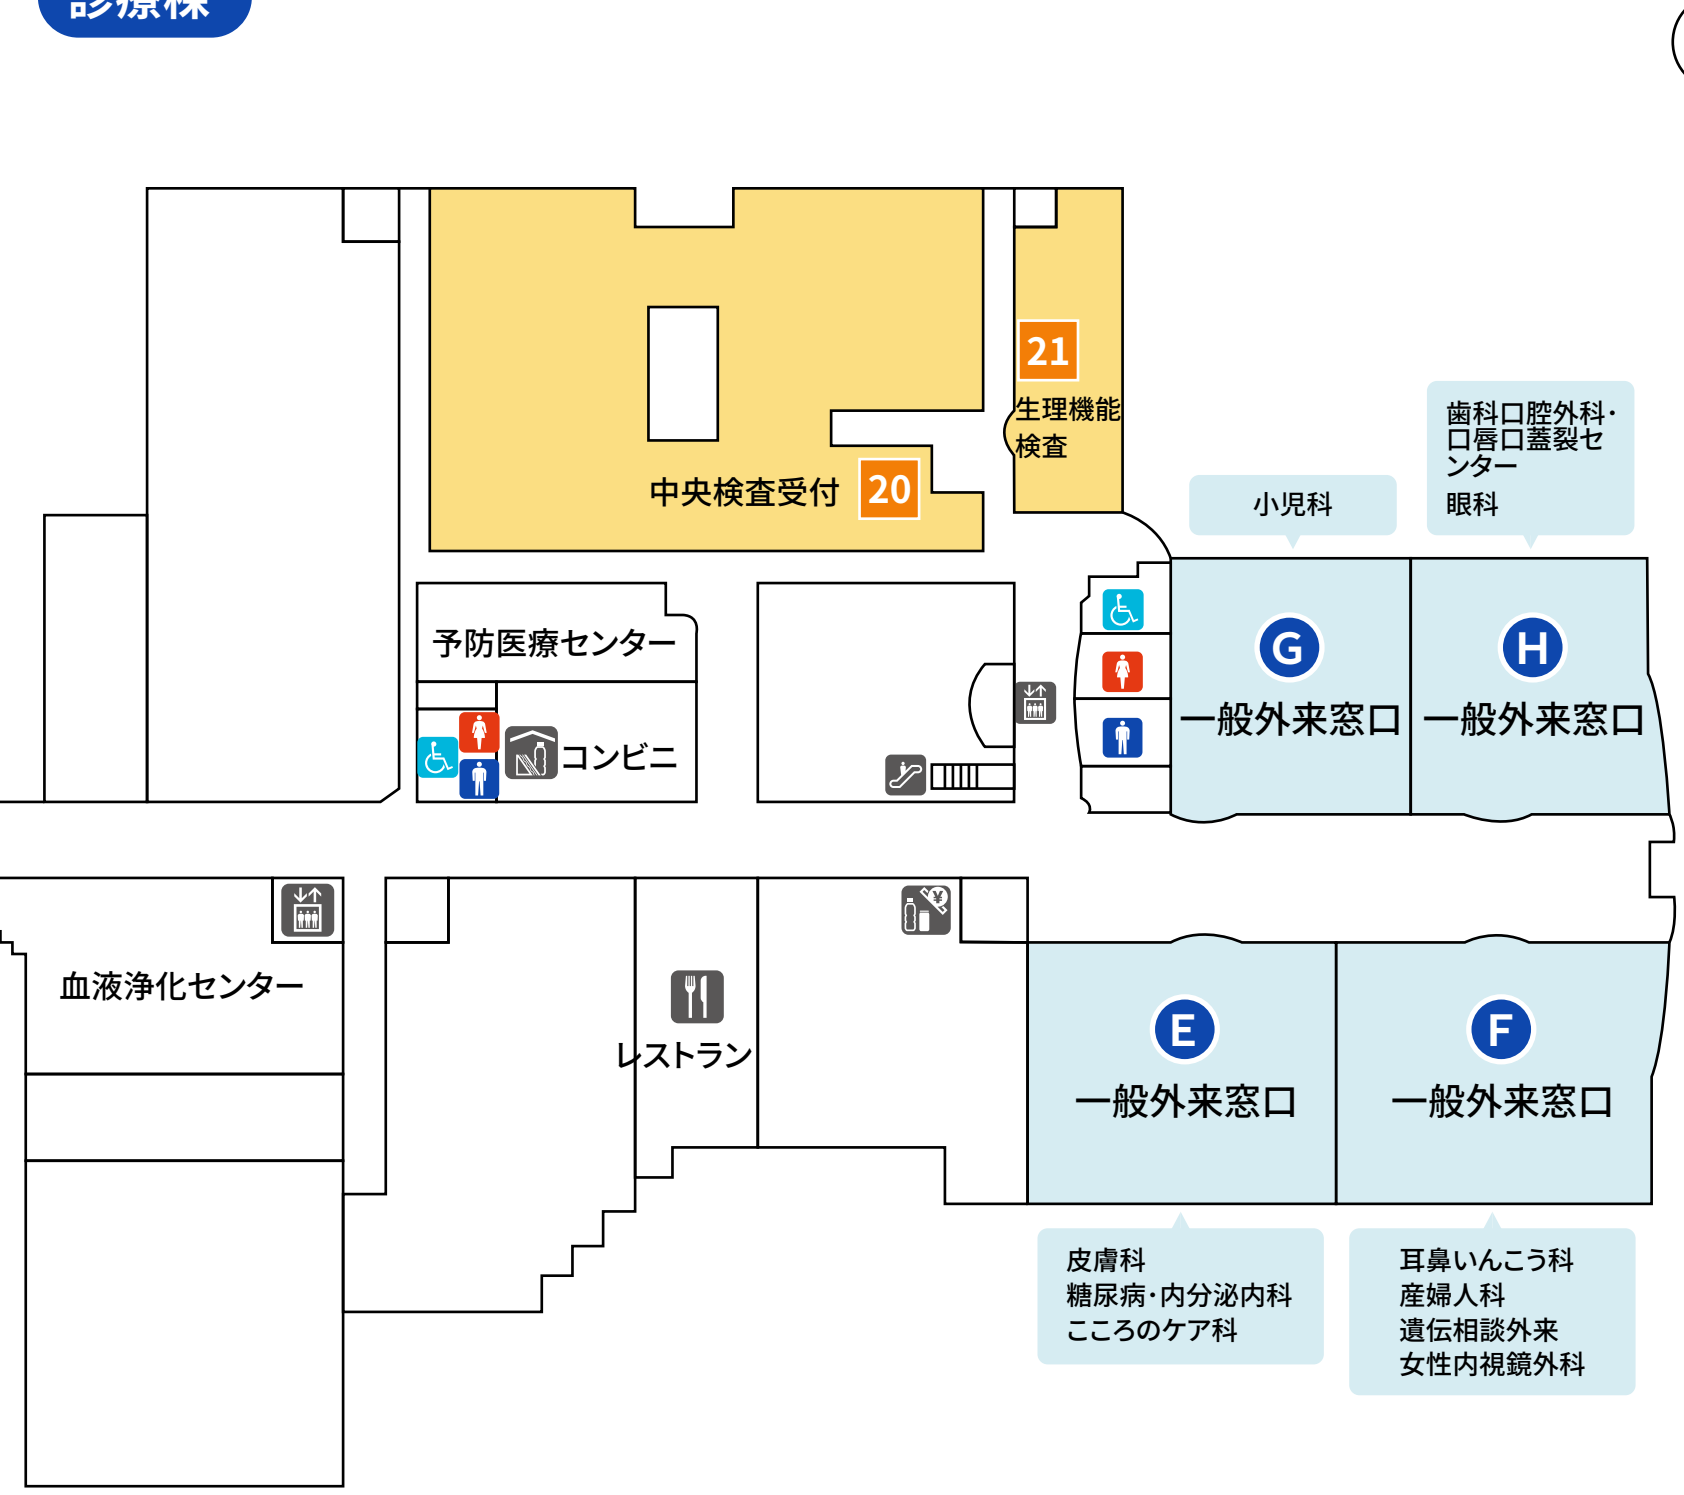 診療棟
21
生理機能
検査
中央検査受付
20
歯科口腔外科・
口唇口蓋裂セ
ンター
眼科
小児科
予防医療センター
コンビニ
G
一般外来窓口
H
一般外来窓口
血液浄化センター
¥
レストラン
E
一般外来窓口
F
一般外来窓口
皮膚科
糖尿病・内分泌内科
こころのケア科
耳鼻いんこう科
産婦人科
遺伝相談外来
女性内視鏡外科